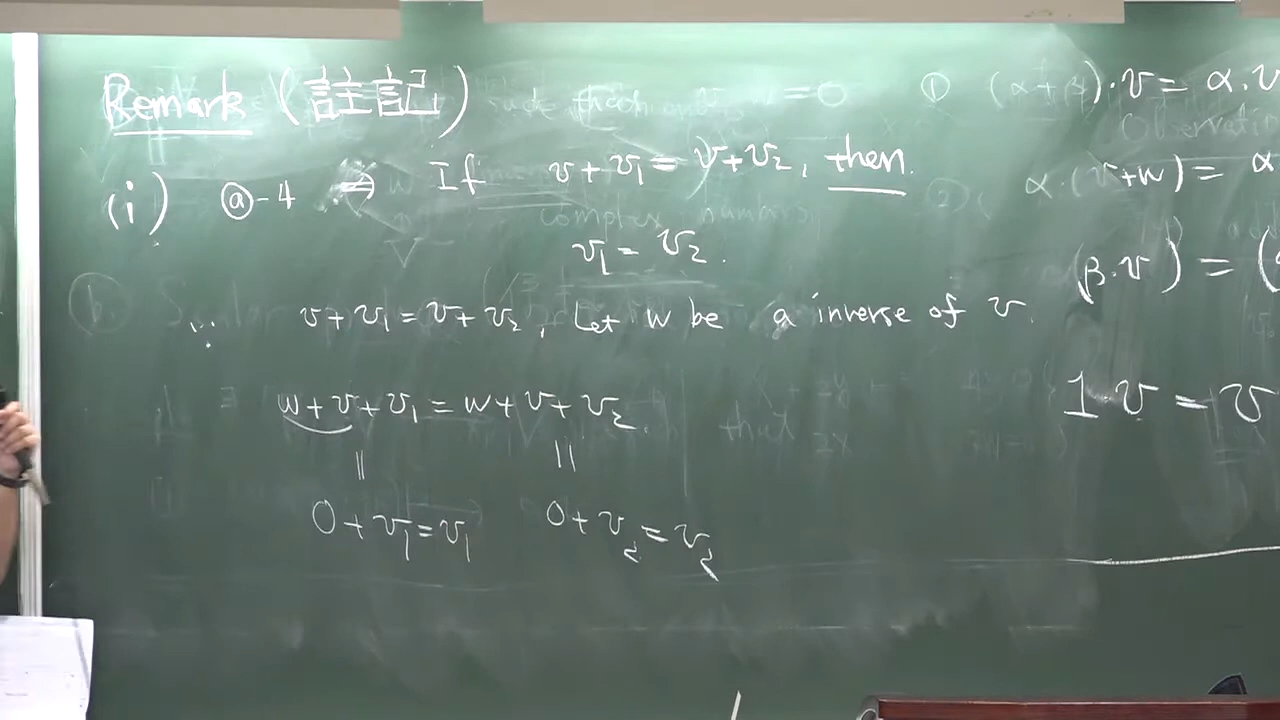 Remark (註記)
(i) ⓐ-4 ⇒ If v + v₁ = v + v₂, then
v₁ = v₂.
∵ v + v₁ = v + v₂, Let w be a inverse of v.
w + v + v₁ = w + v + v₂
|| ||
0 + v₁ = v₁ 0 + v₂ = v₂
① (α+β)·v = α·v
α·(v+w) = α
(β·v) = (
1·v = v